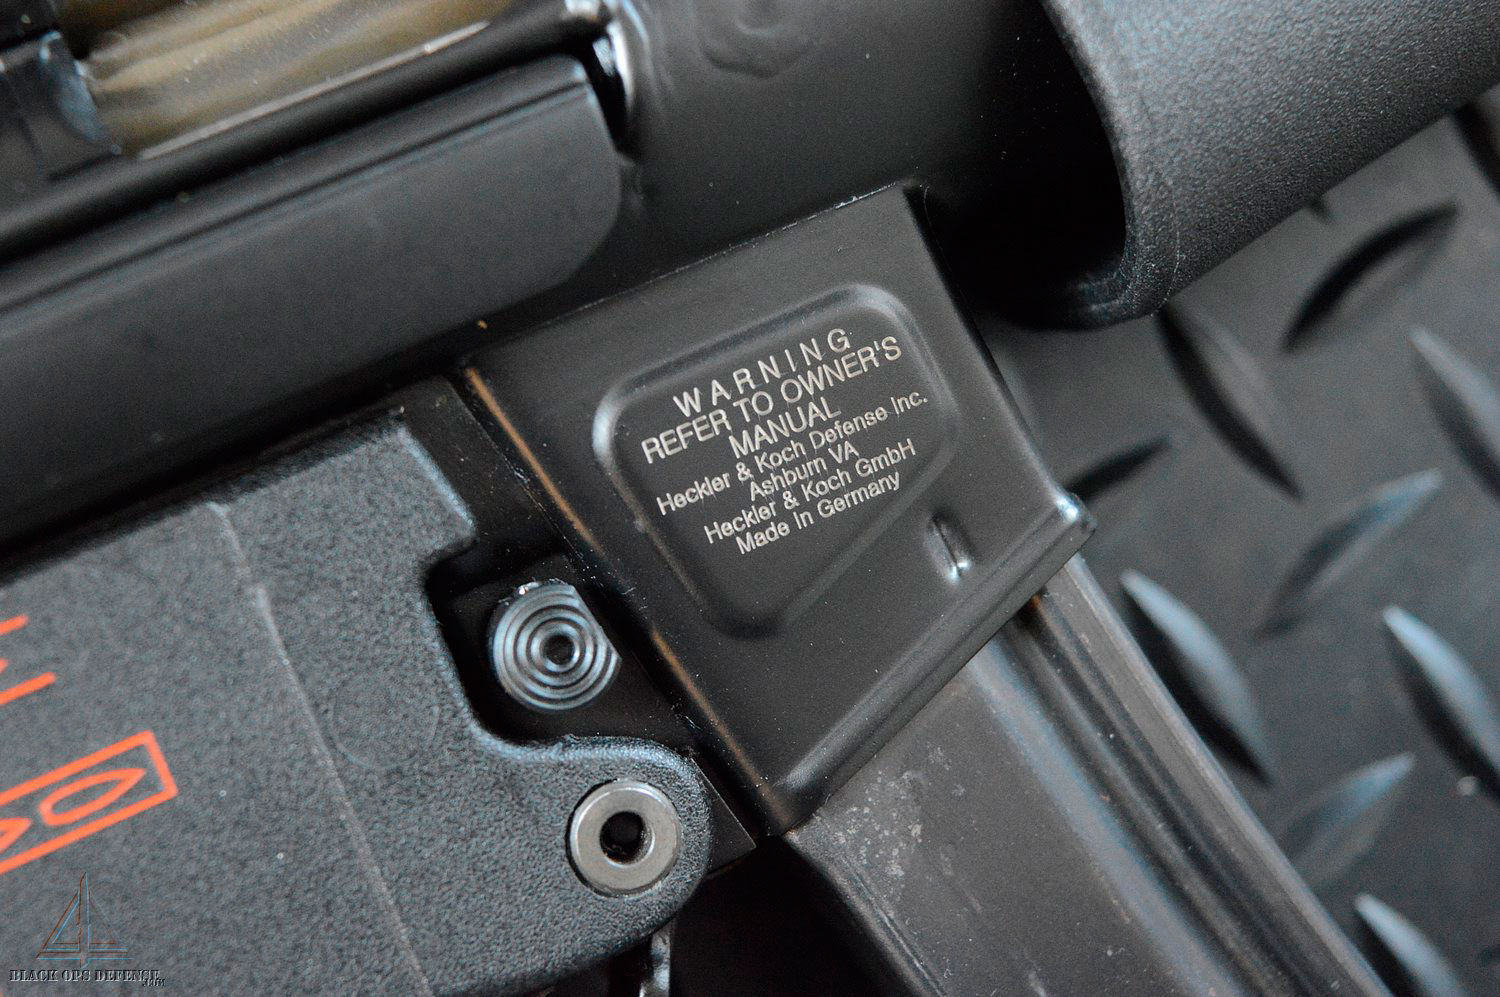 WARNING
REFER TO OWNER'S
MANUAL
Heckler & Koch Defense Inc.
Ashburn VA
Heckler & Koch GmbH
Made In Germany
BLACK OPS DEFENSE
.com